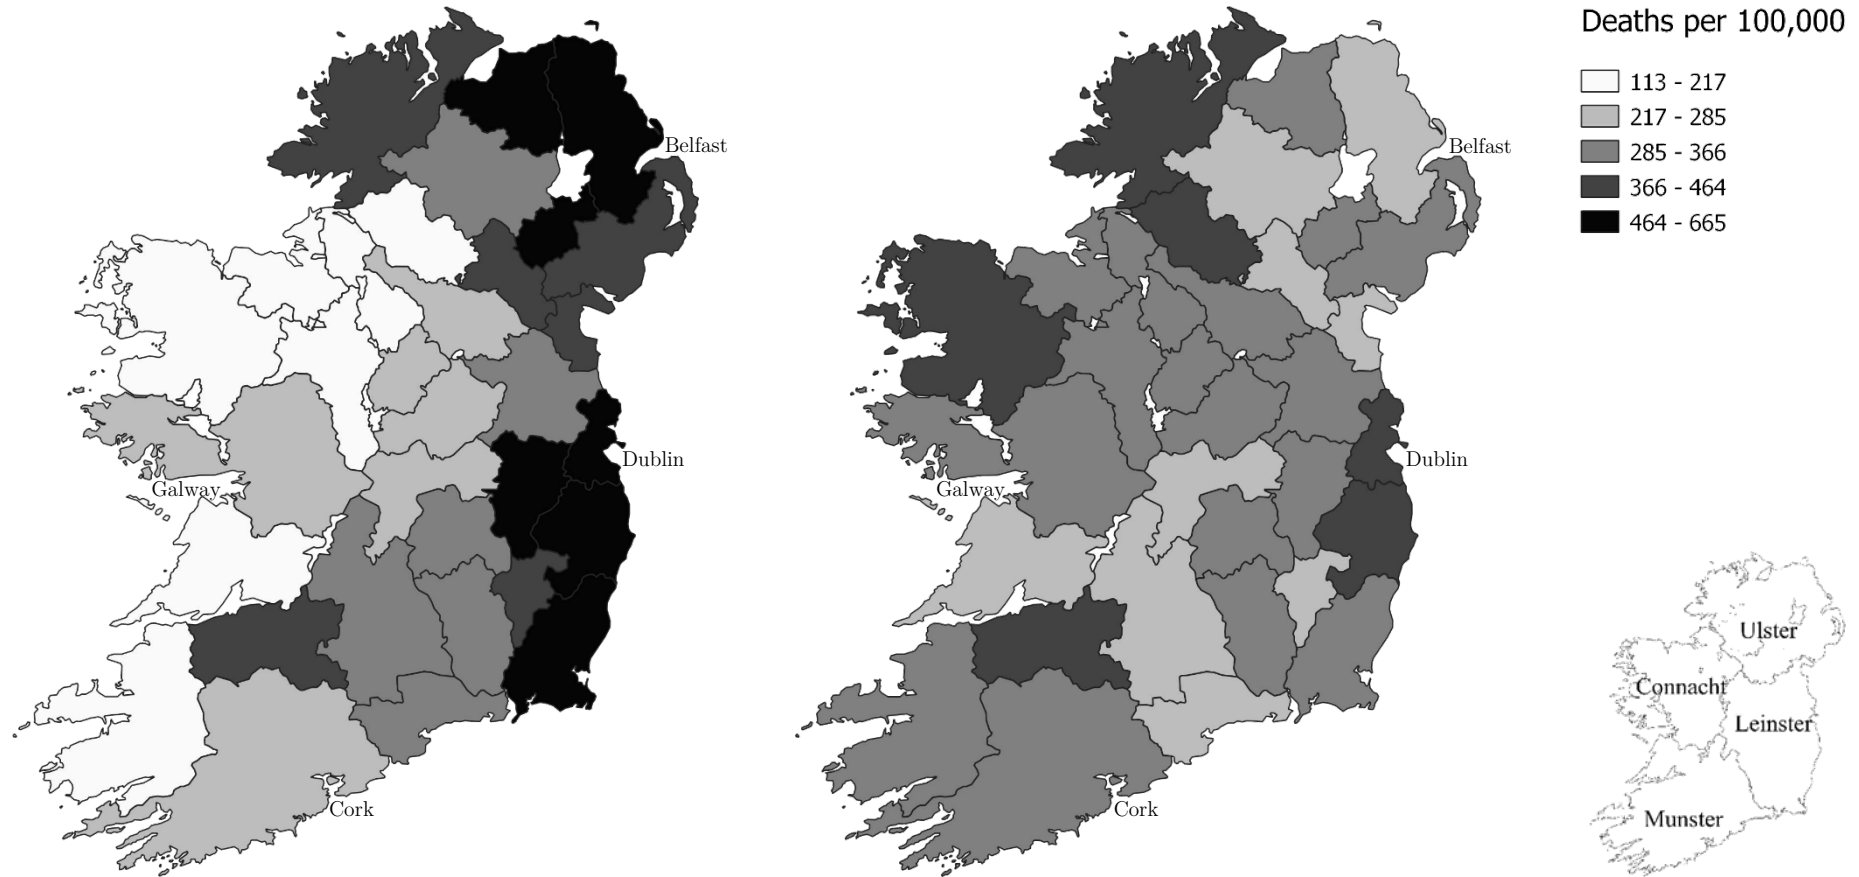 Deaths per 100,000
113 - 217
217 - 285
285 - 366
366 - 464
464 - 665
Belfast
Dublin
Galway
Cork
Belfast
Dublin
Galway
Cork
Ulster
Connacht
Leinster
Munster